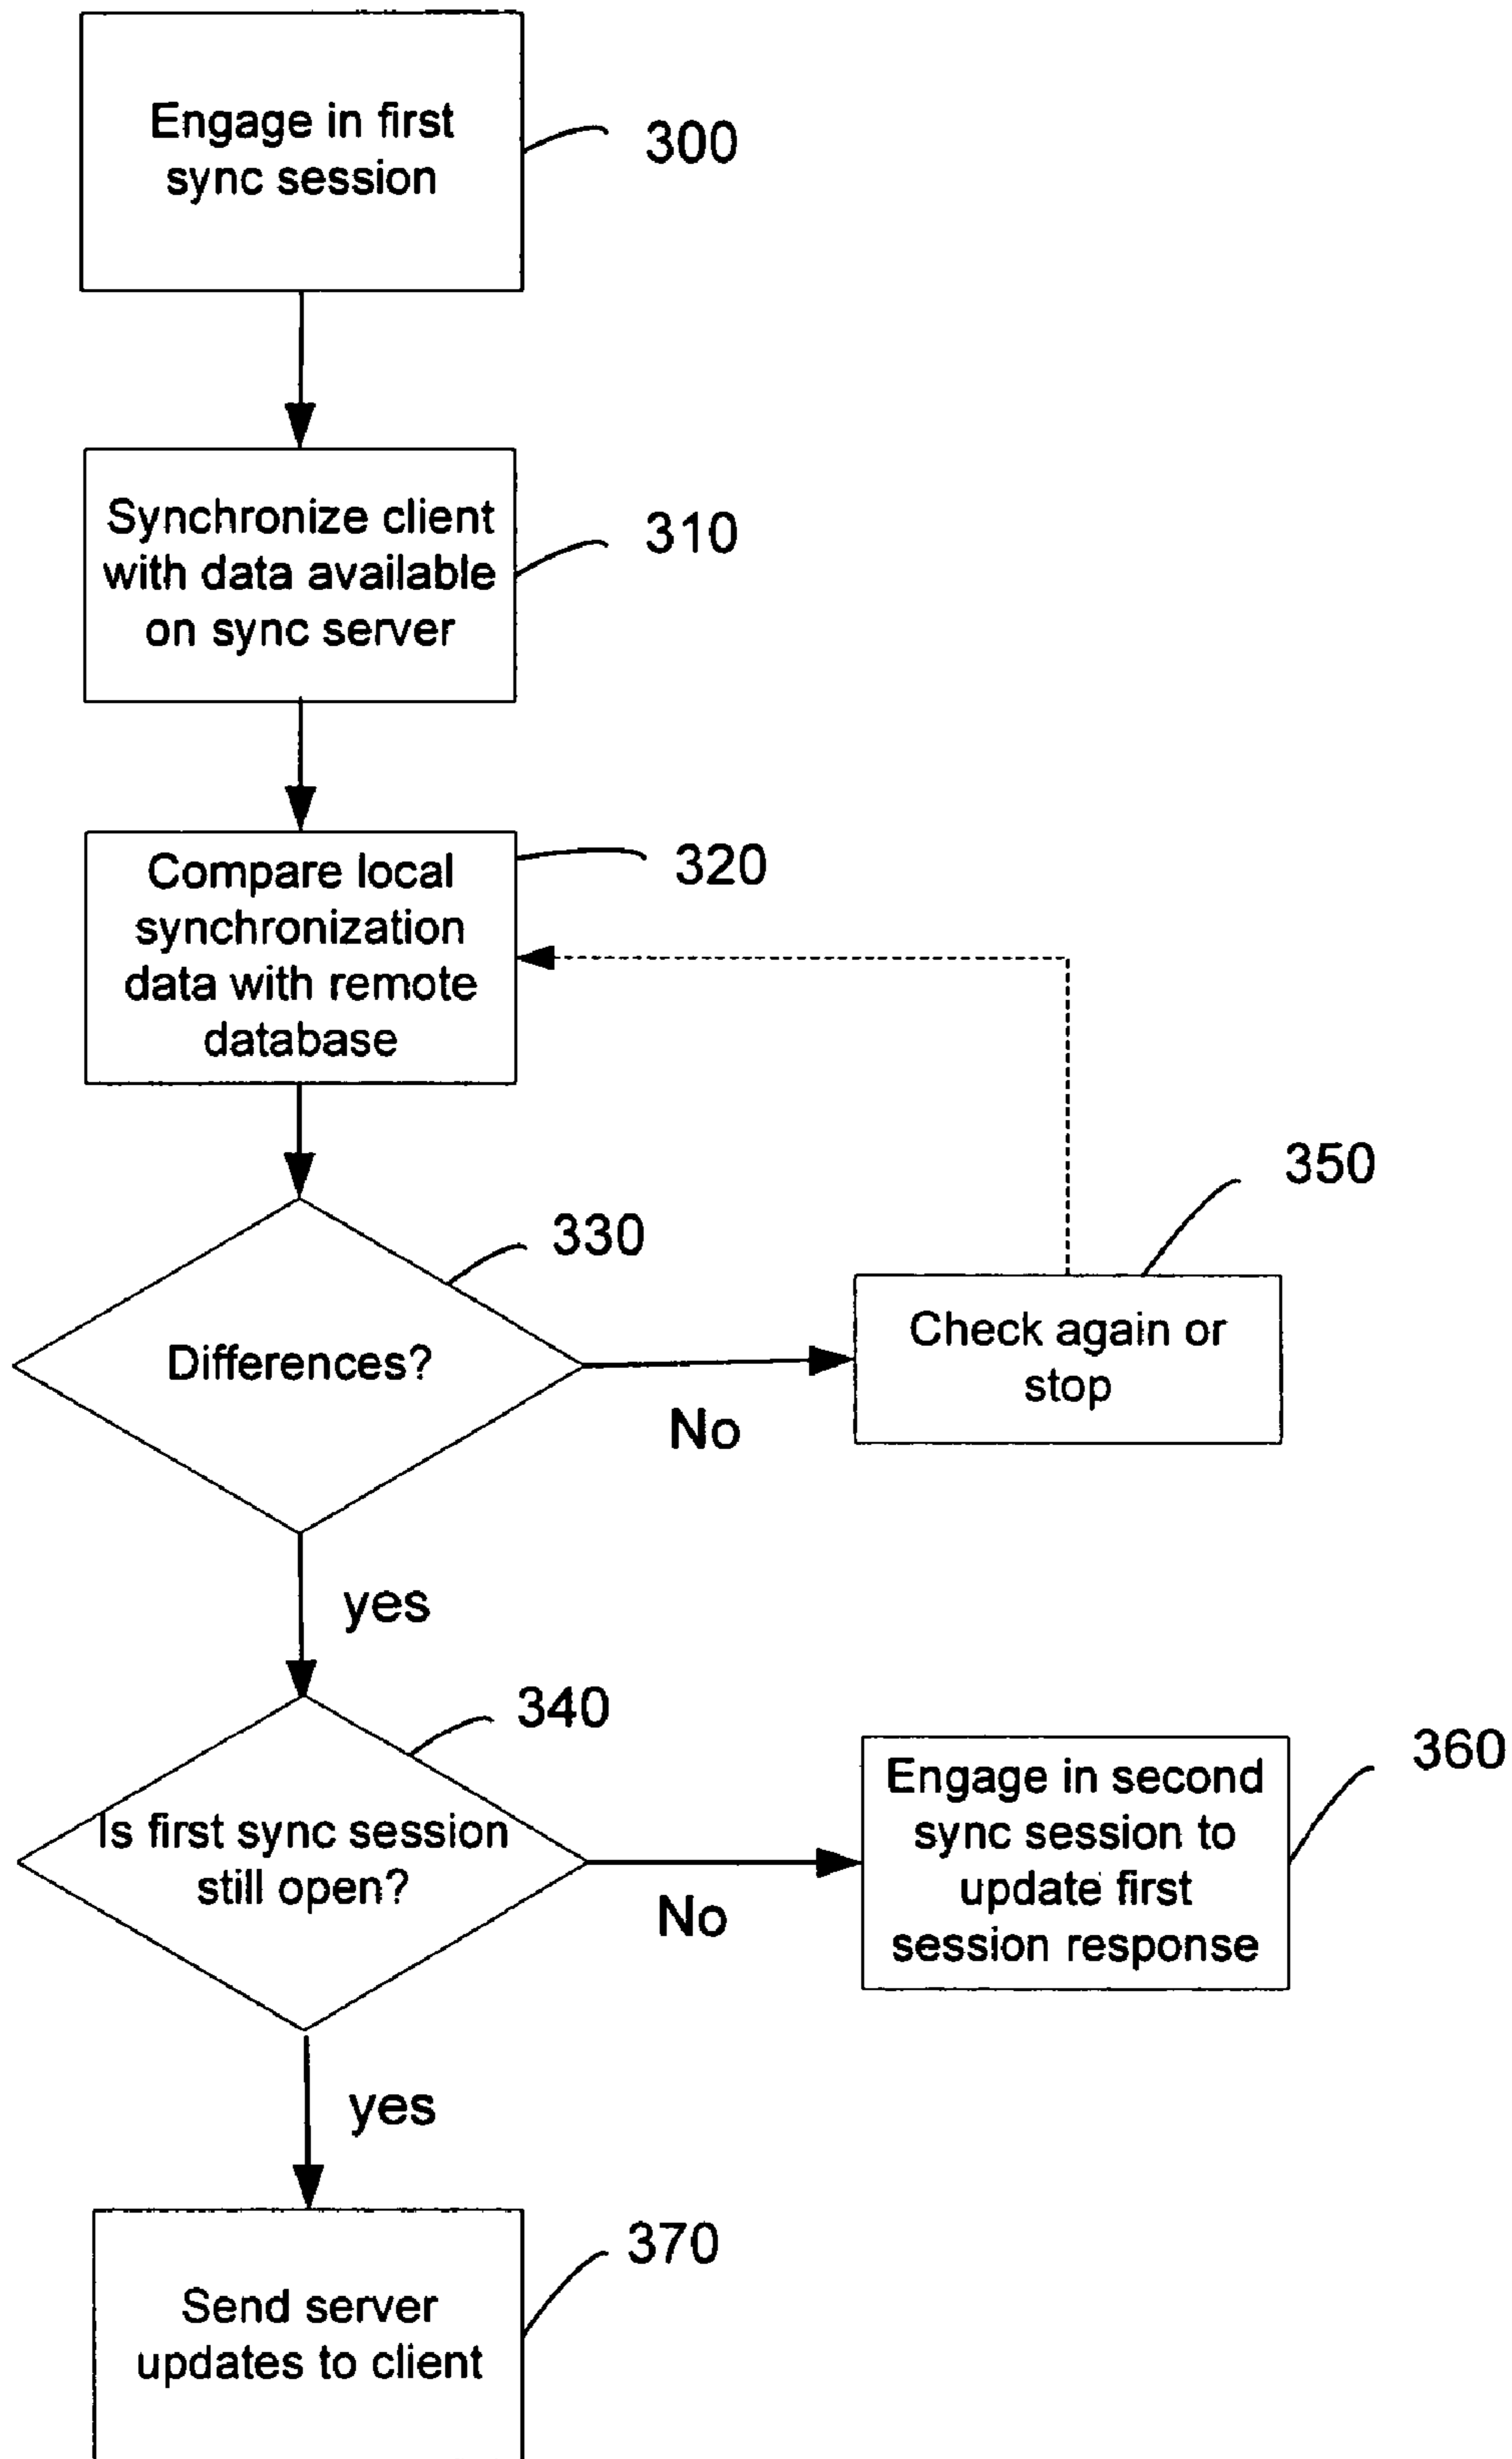 Engage in first
sync session
300
Synchronize client
with data available
on sync server
310
Compare local
synchronization
data with remote
database
320
Differences?
330
No
Check again or
stop
350
yes
Is first sync session
still open?
340
No
Engage in second
sync session to
update first
session response
360
yes
Send server
updates to client
370